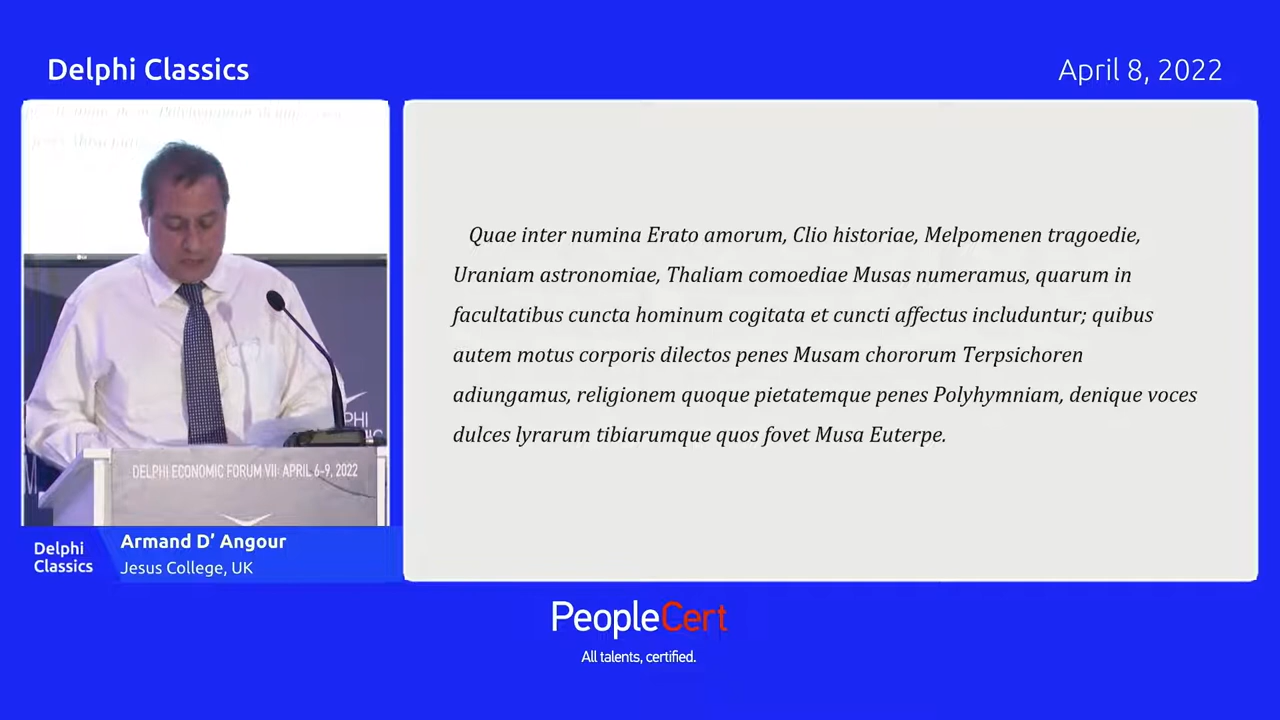 Delphi Classics
April 8, 2022
Quae inter numina Erato amorum, Clio historiae, Melpomenen tragoedie,
Uraniam astronomiae, Thaliam comoediae Musas numeramus, quarum in
facultatibus cuncta hominum cogitata et cuncti affectus includuntur; quibus
autem motus corporis dilectos penes Musam chororum Terpsichoren
adiungamus, religionem quoque pietatemque penes Polyhymniam, denique voces
dulces lyrarum tibiarumque quos fovet Musa Euterpe.
DELPHI ECONOMIC FORUM VII: APRIL 6-9, 2022
Delphi
Classics
Armand D’ Angour
Jesus College, UK
PeopleCert
All talents, certified.